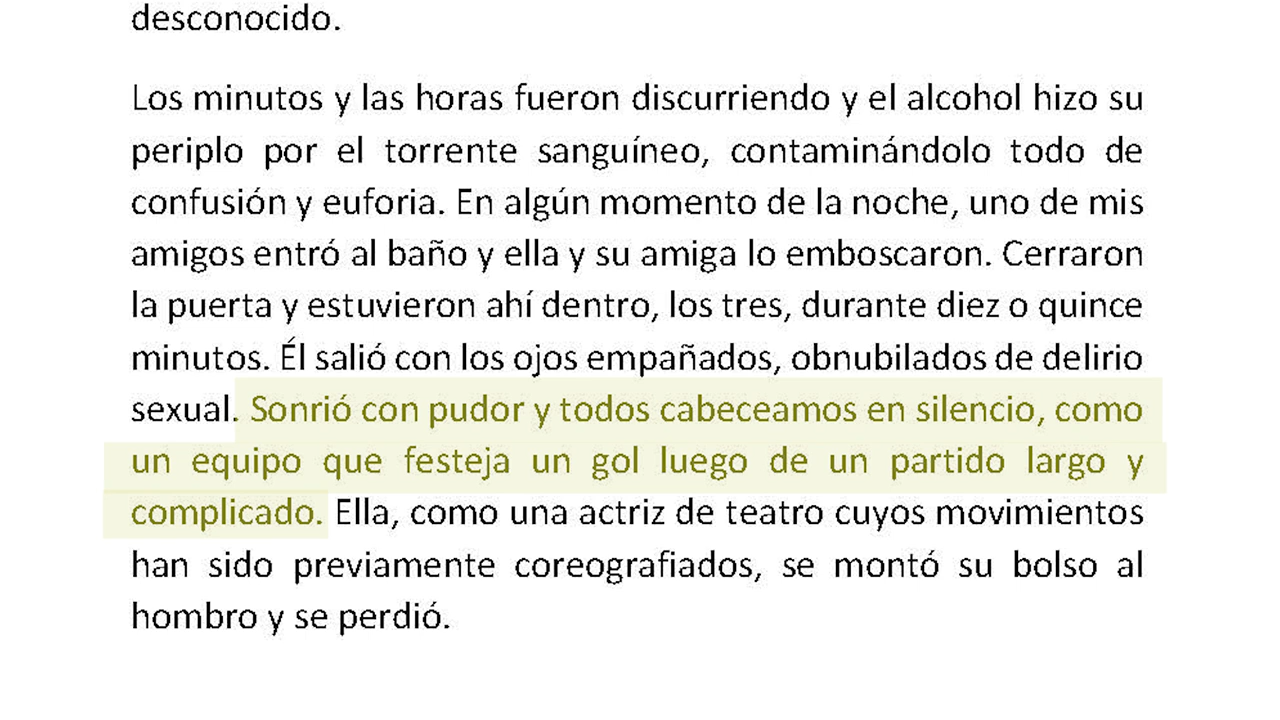 desconocido.
Los minutos y las horas fueron discurriendo y el alcohol hizo su
periplo por el torrente sanguíneo, contaminándolo todo de
confusión y euforia. En algún momento de la noche, uno de mis
amigos entró al baño y ella y su amiga lo emboscaron. Cerraron
la puerta y estuvieron ahí dentro, los tres, durante diez o quince
minutos. Él salió con los ojos empañados, obnubilados de delirio
sexual. Sonrió con pudor y todos cabeceamos en silencio, como
un equipo que festeja un gol luego de un partido largo y
complicado. Ella, como una actriz de teatro cuyos movimientos
han sido previamente coreografiados, se montó su bolso al
hombro y se perdió.